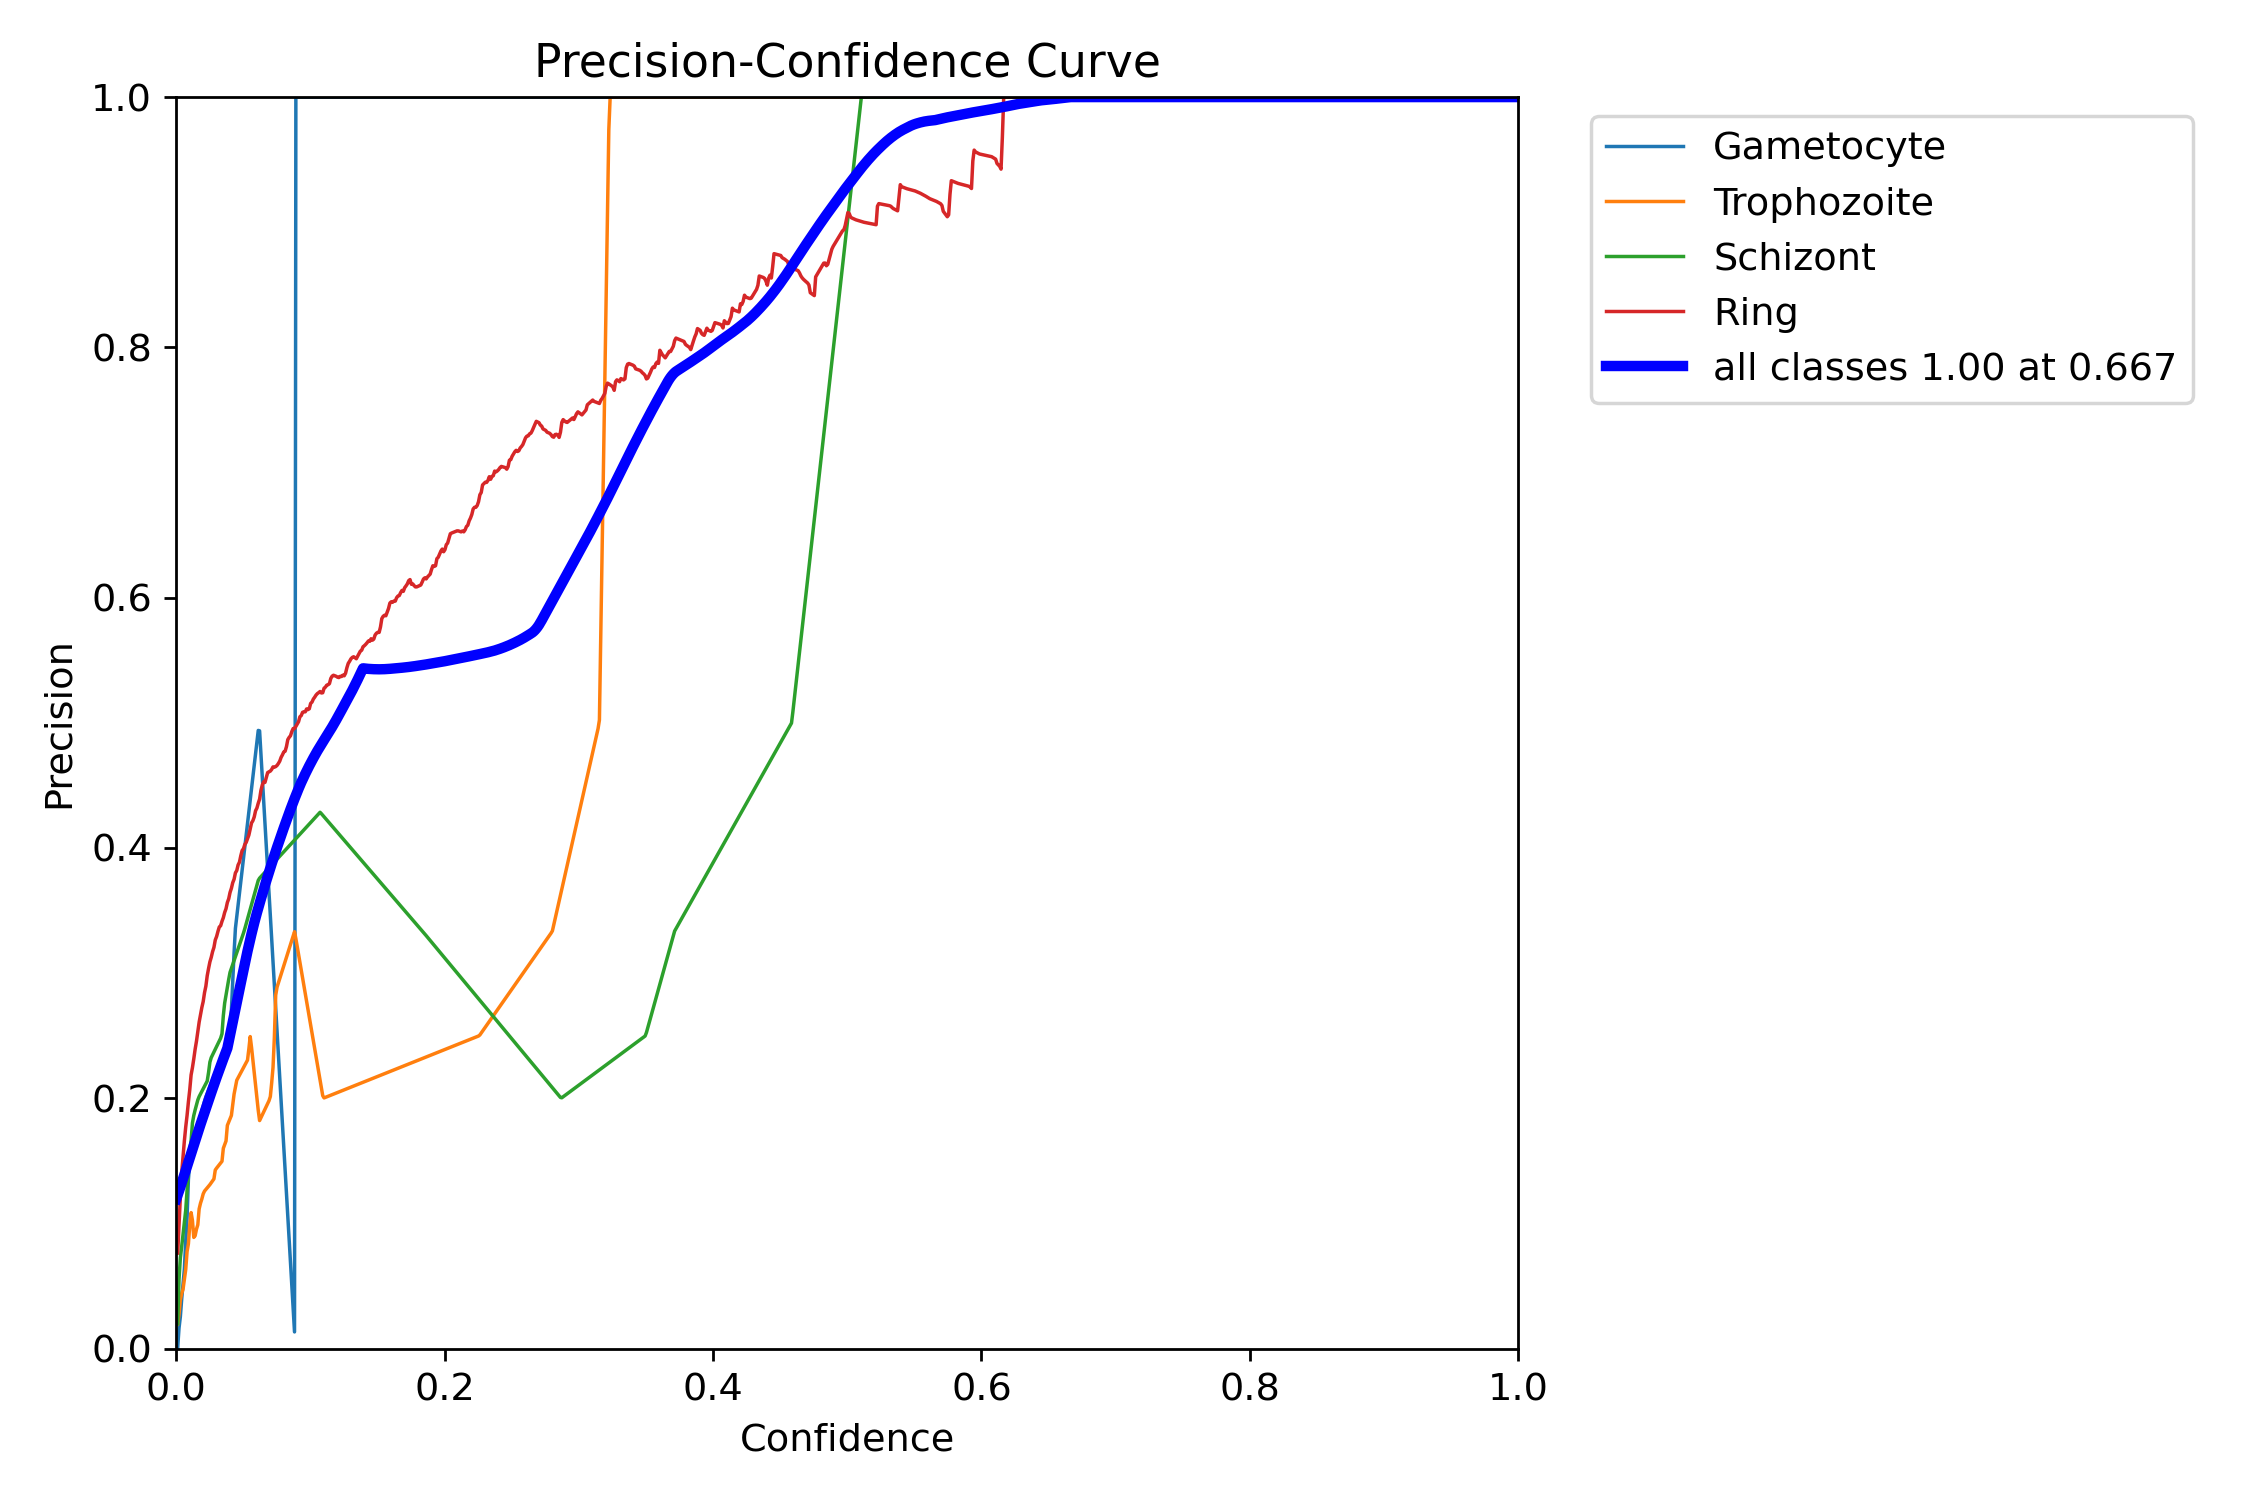 Precision-Confidence Curve
1.0
0.8
0.6
0.4
0.2
0.0
Precision
0.0 0.2 0.4 0.6 0.8 1.0
Confidence
Gametocyte
Trophozoite
Schizont
Ring
all classes 1.00 at 0.667